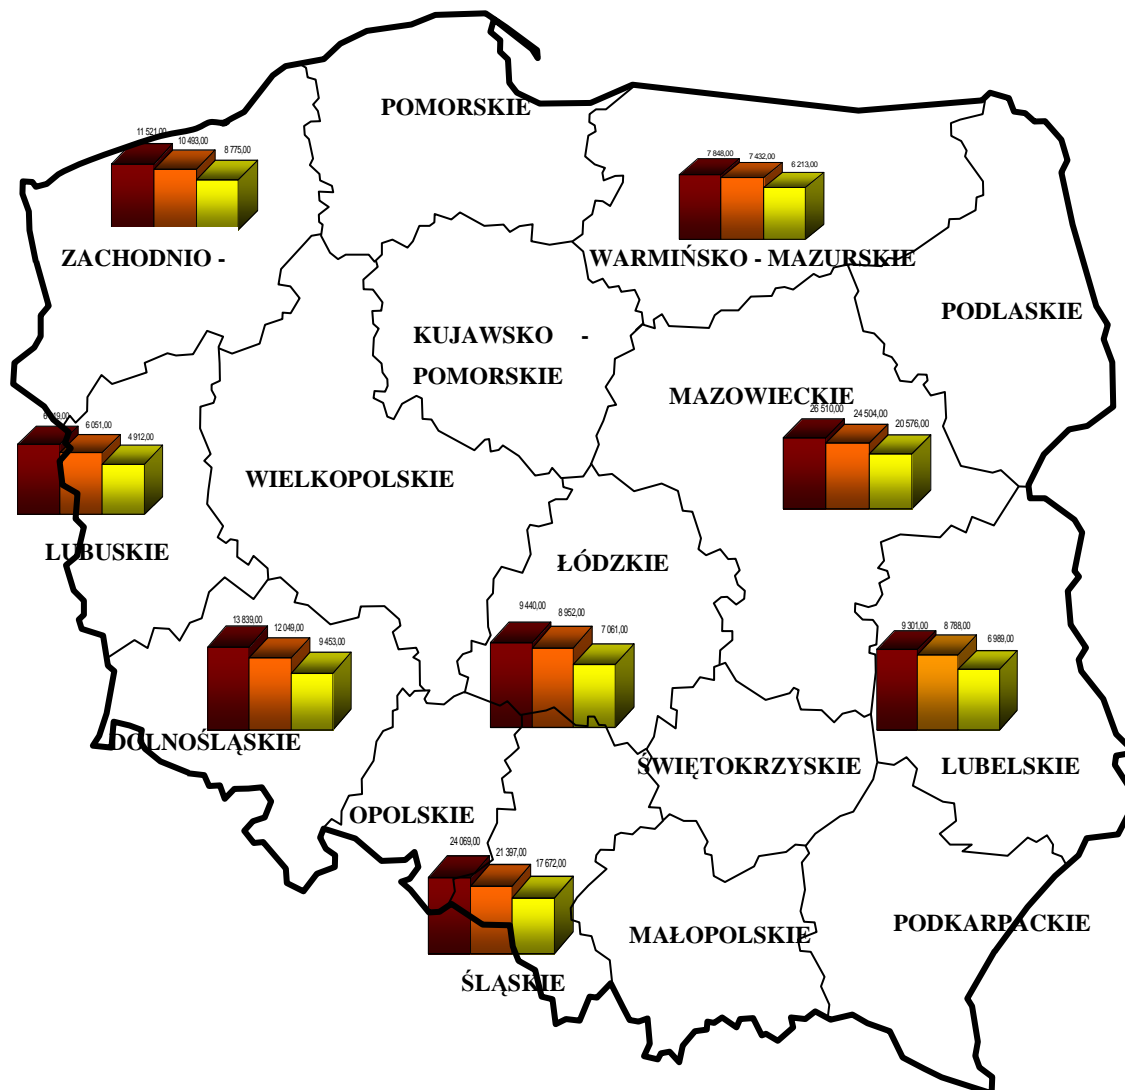 POMORSKIE
11 521,00
10 493,00
8 775,00
7 848,00
7 432,00
6 213,00
ZACHODNIO -
WARMIŃSKO - MAZURSKIE
PODLASKIE
KUJAWSKO -
POMORSKIE
MAZOWIECKIE
26 510,00
24 504,00
20 576,00
6 051,00
4 912,00
WIELKOPOLSKIE
LUBUSKIE
ŁÓDZKIE
13 839,00
12 049,00
9 453,00
9 440,00
8 952,00
7 061,00
9 301,00
8 788,00
6 989,00
DOLNOŚLĄSKIE
ŚWIĘTOKRZYSKIE
LUBELSKIE
OPOLSKIE
24 069,00
21 397,00
17 672,00
PODKARPACKIE
MAŁOPOLSKIE
ŚLĄSKIE